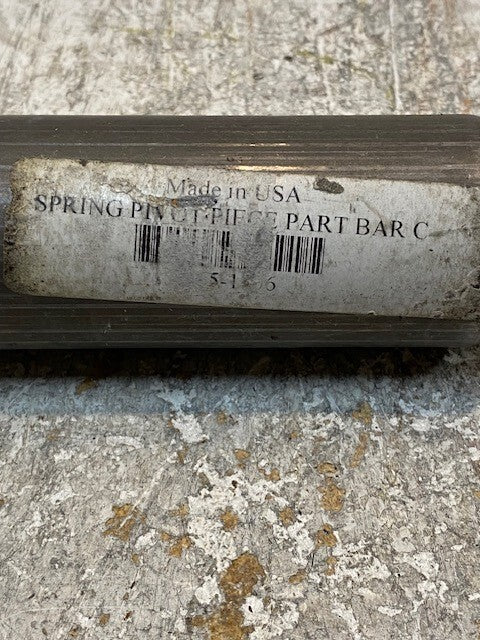 Made in USA
SPRING PIVOT PIECE PART BAR C